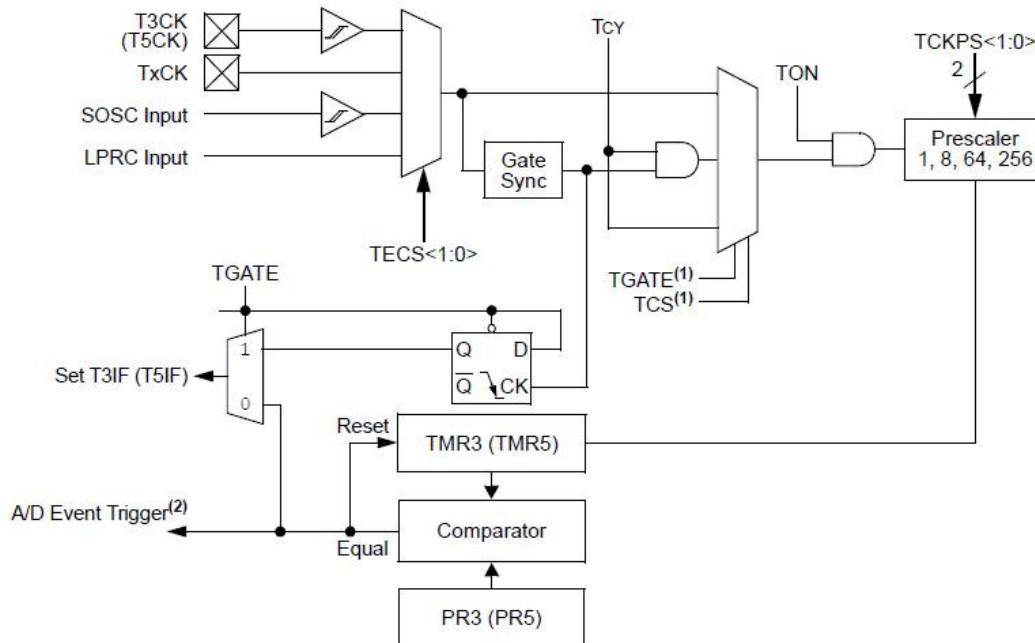 T3CK
(T5CK)
TxCK
SOSC Input
LPRC Input
TECS<1:0>
Gate
Sync
TCY
TGATE(1)
TCS(1)
TON
TCKPS<1:0>
2
Prescaler
1, 8, 64, 256
TGATE
1
0
Set T3IF (T5IF)
Q D
Q CK
Reset
TMR3 (TMR5)
A/D Event Trigger(2)
Equal
Comparator
PR3 (PR5)